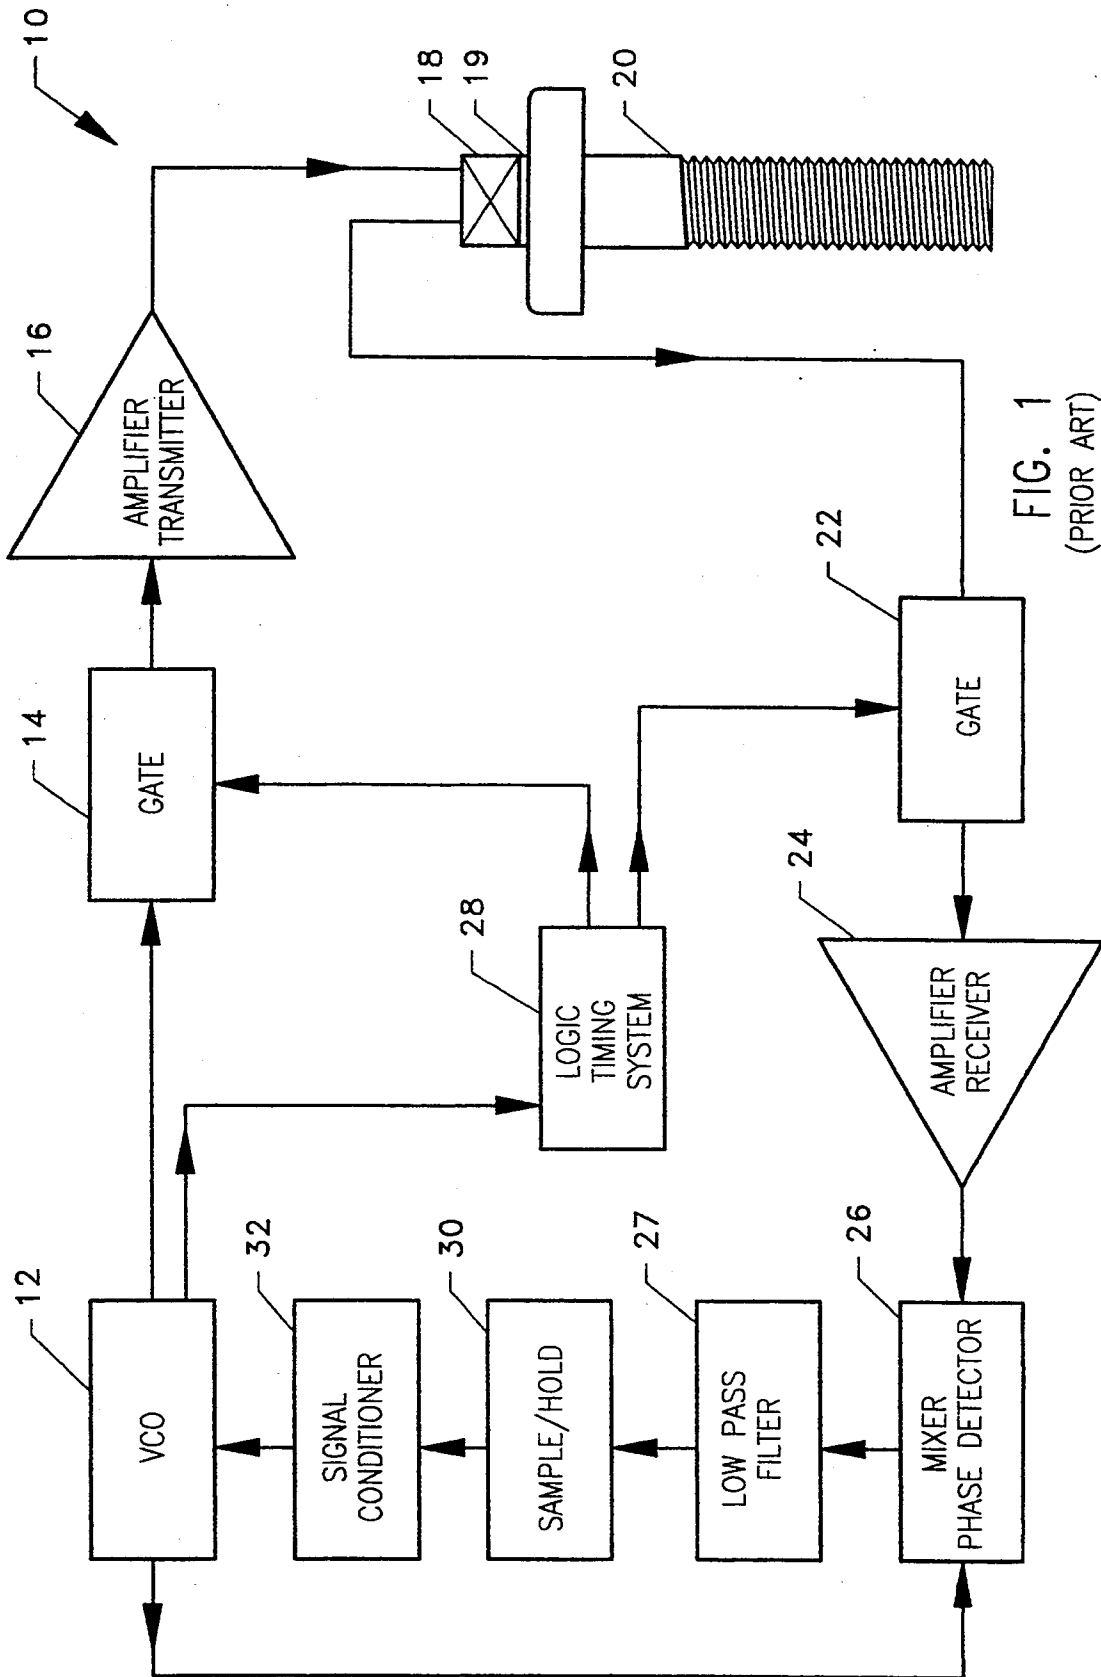 10
12
VCO
14
GATE
16
AMPLIFIER
TRANSMITTER
18
19
20
32
SIGNAL
CONDITIONER
30
SAMPLE/HOLD
27
LOW PASS
FILTER
26
MIXER
PHASE DETECTOR
28
LOGIC
TIMING
SYSTEM
24
AMPLIFIER
RECEIVER
22
GATE
FIG. 1
(PRIOR ART)